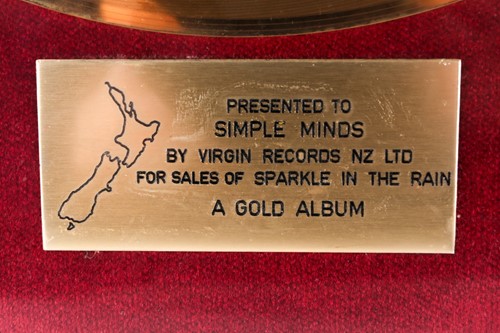 PRESENTED TO
SIMPLE MINDS
BY VIRGIN RECORDS NZ LTD
FOR SALES OF SPARKLE IN THE RAIN
A GOLD ALBUM